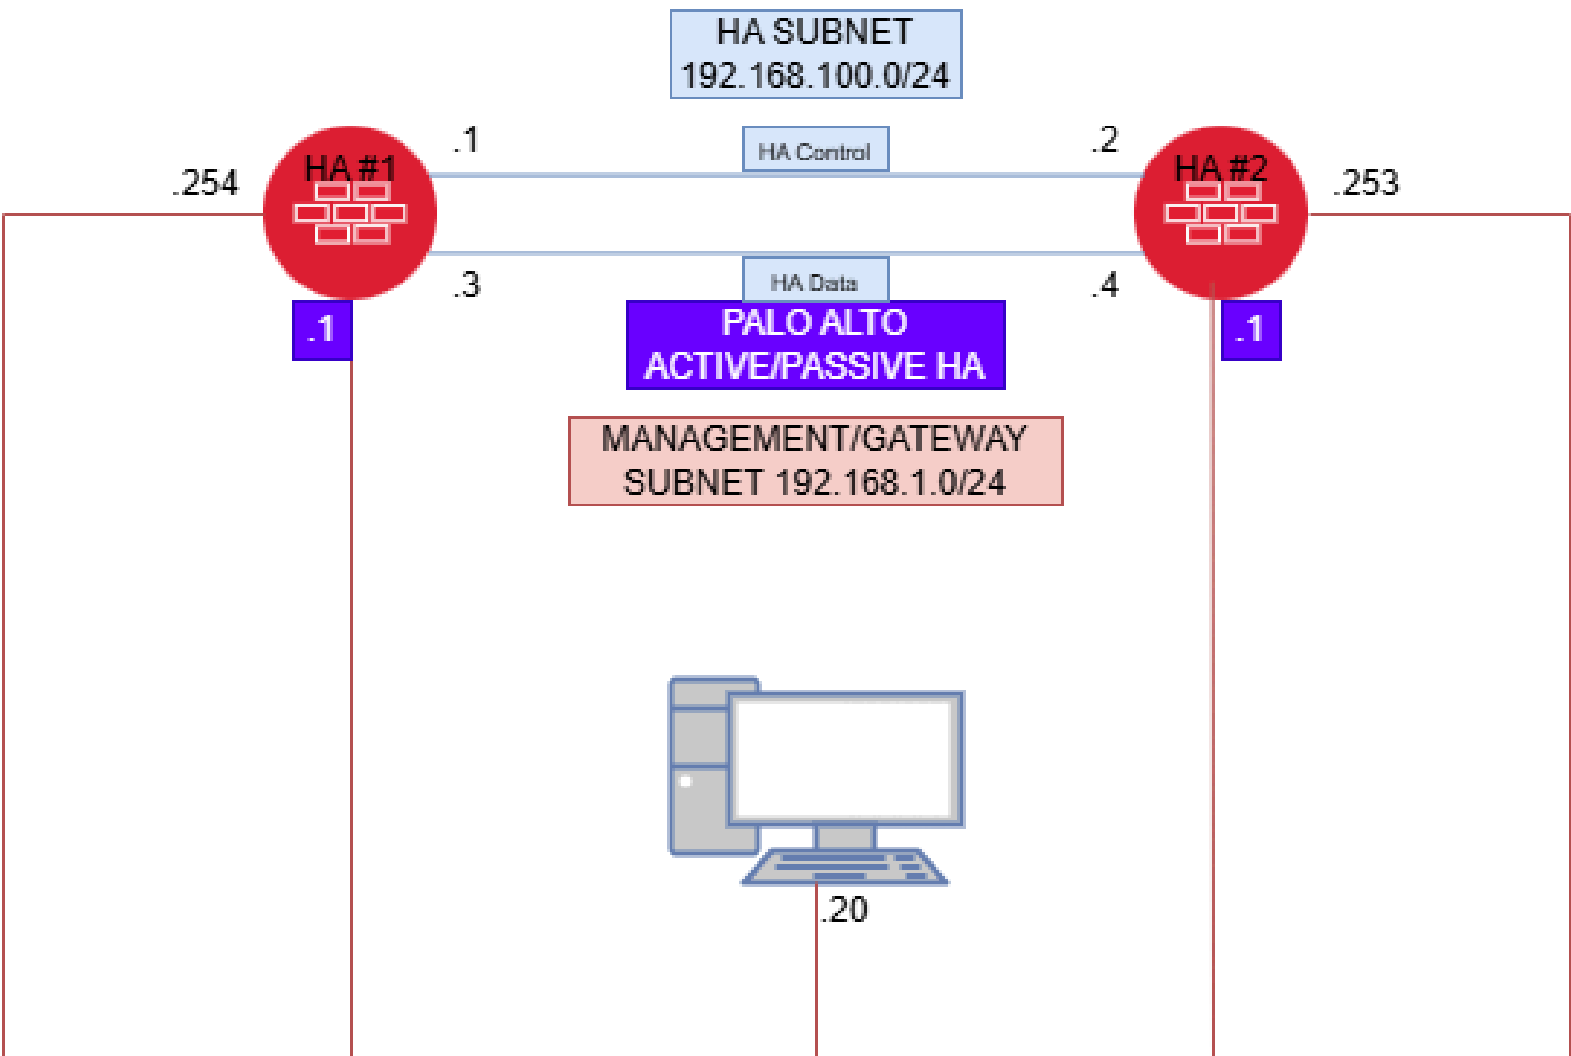 HA SUBNET
192.168.100.0/24
.1
HA Control
.2
HA #1
HA #2
.254
.253
.3
HA Data
.4
.1
PALO ALTO
ACTIVE/PASSIVE HA
.1
MANAGEMENT/GATEWAY
SUBNET 192.168.1.0/24
.20